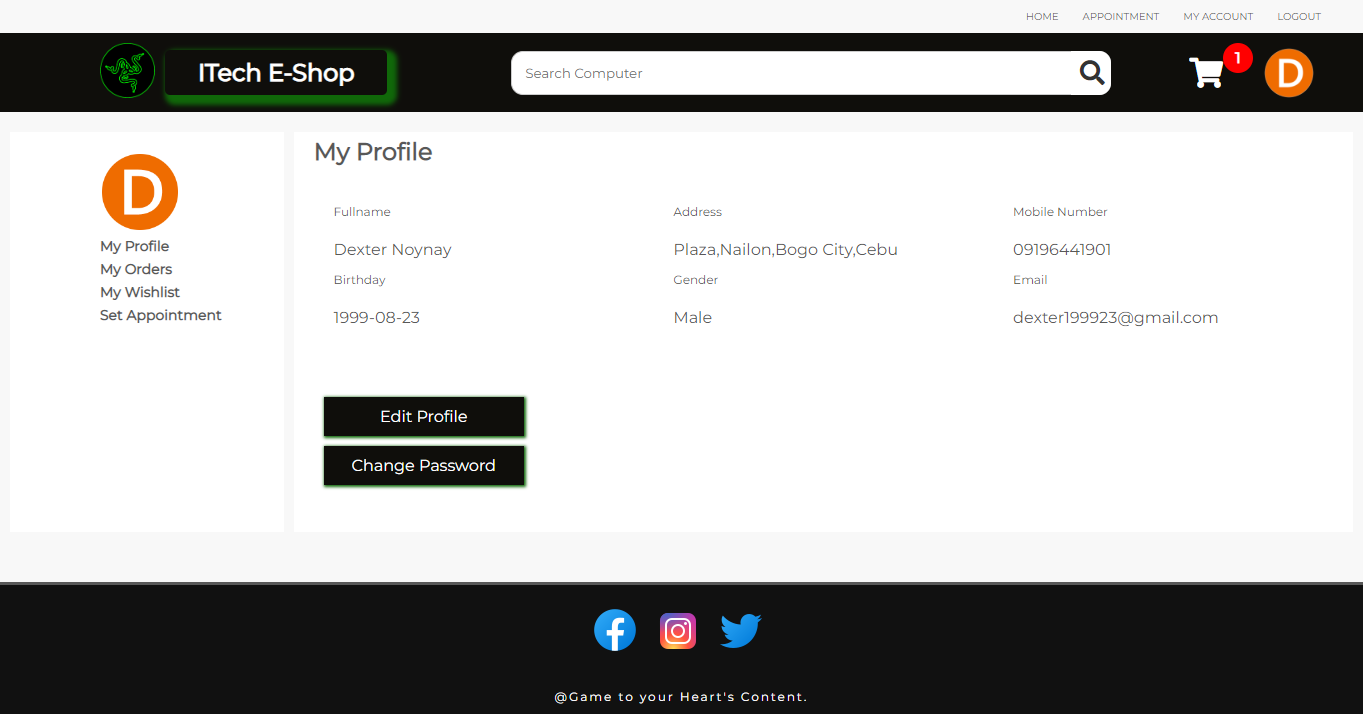 HOME APPOINTMENT MY ACCOUNT LOGOUT
ITech E-Shop
Search Computer
1
D
D
My Profile
My Orders
My Wishlist
Set Appointment
My Profile
Fullname Address Mobile Number
Dexter Noynay Plaza,Nailon,Bogo City,Cebu 09196441901
Birthday Gender Email
1999-08-23 Male dexter199923@gmail.com
Edit Profile
Change Password
@Game to your Heart's Content.